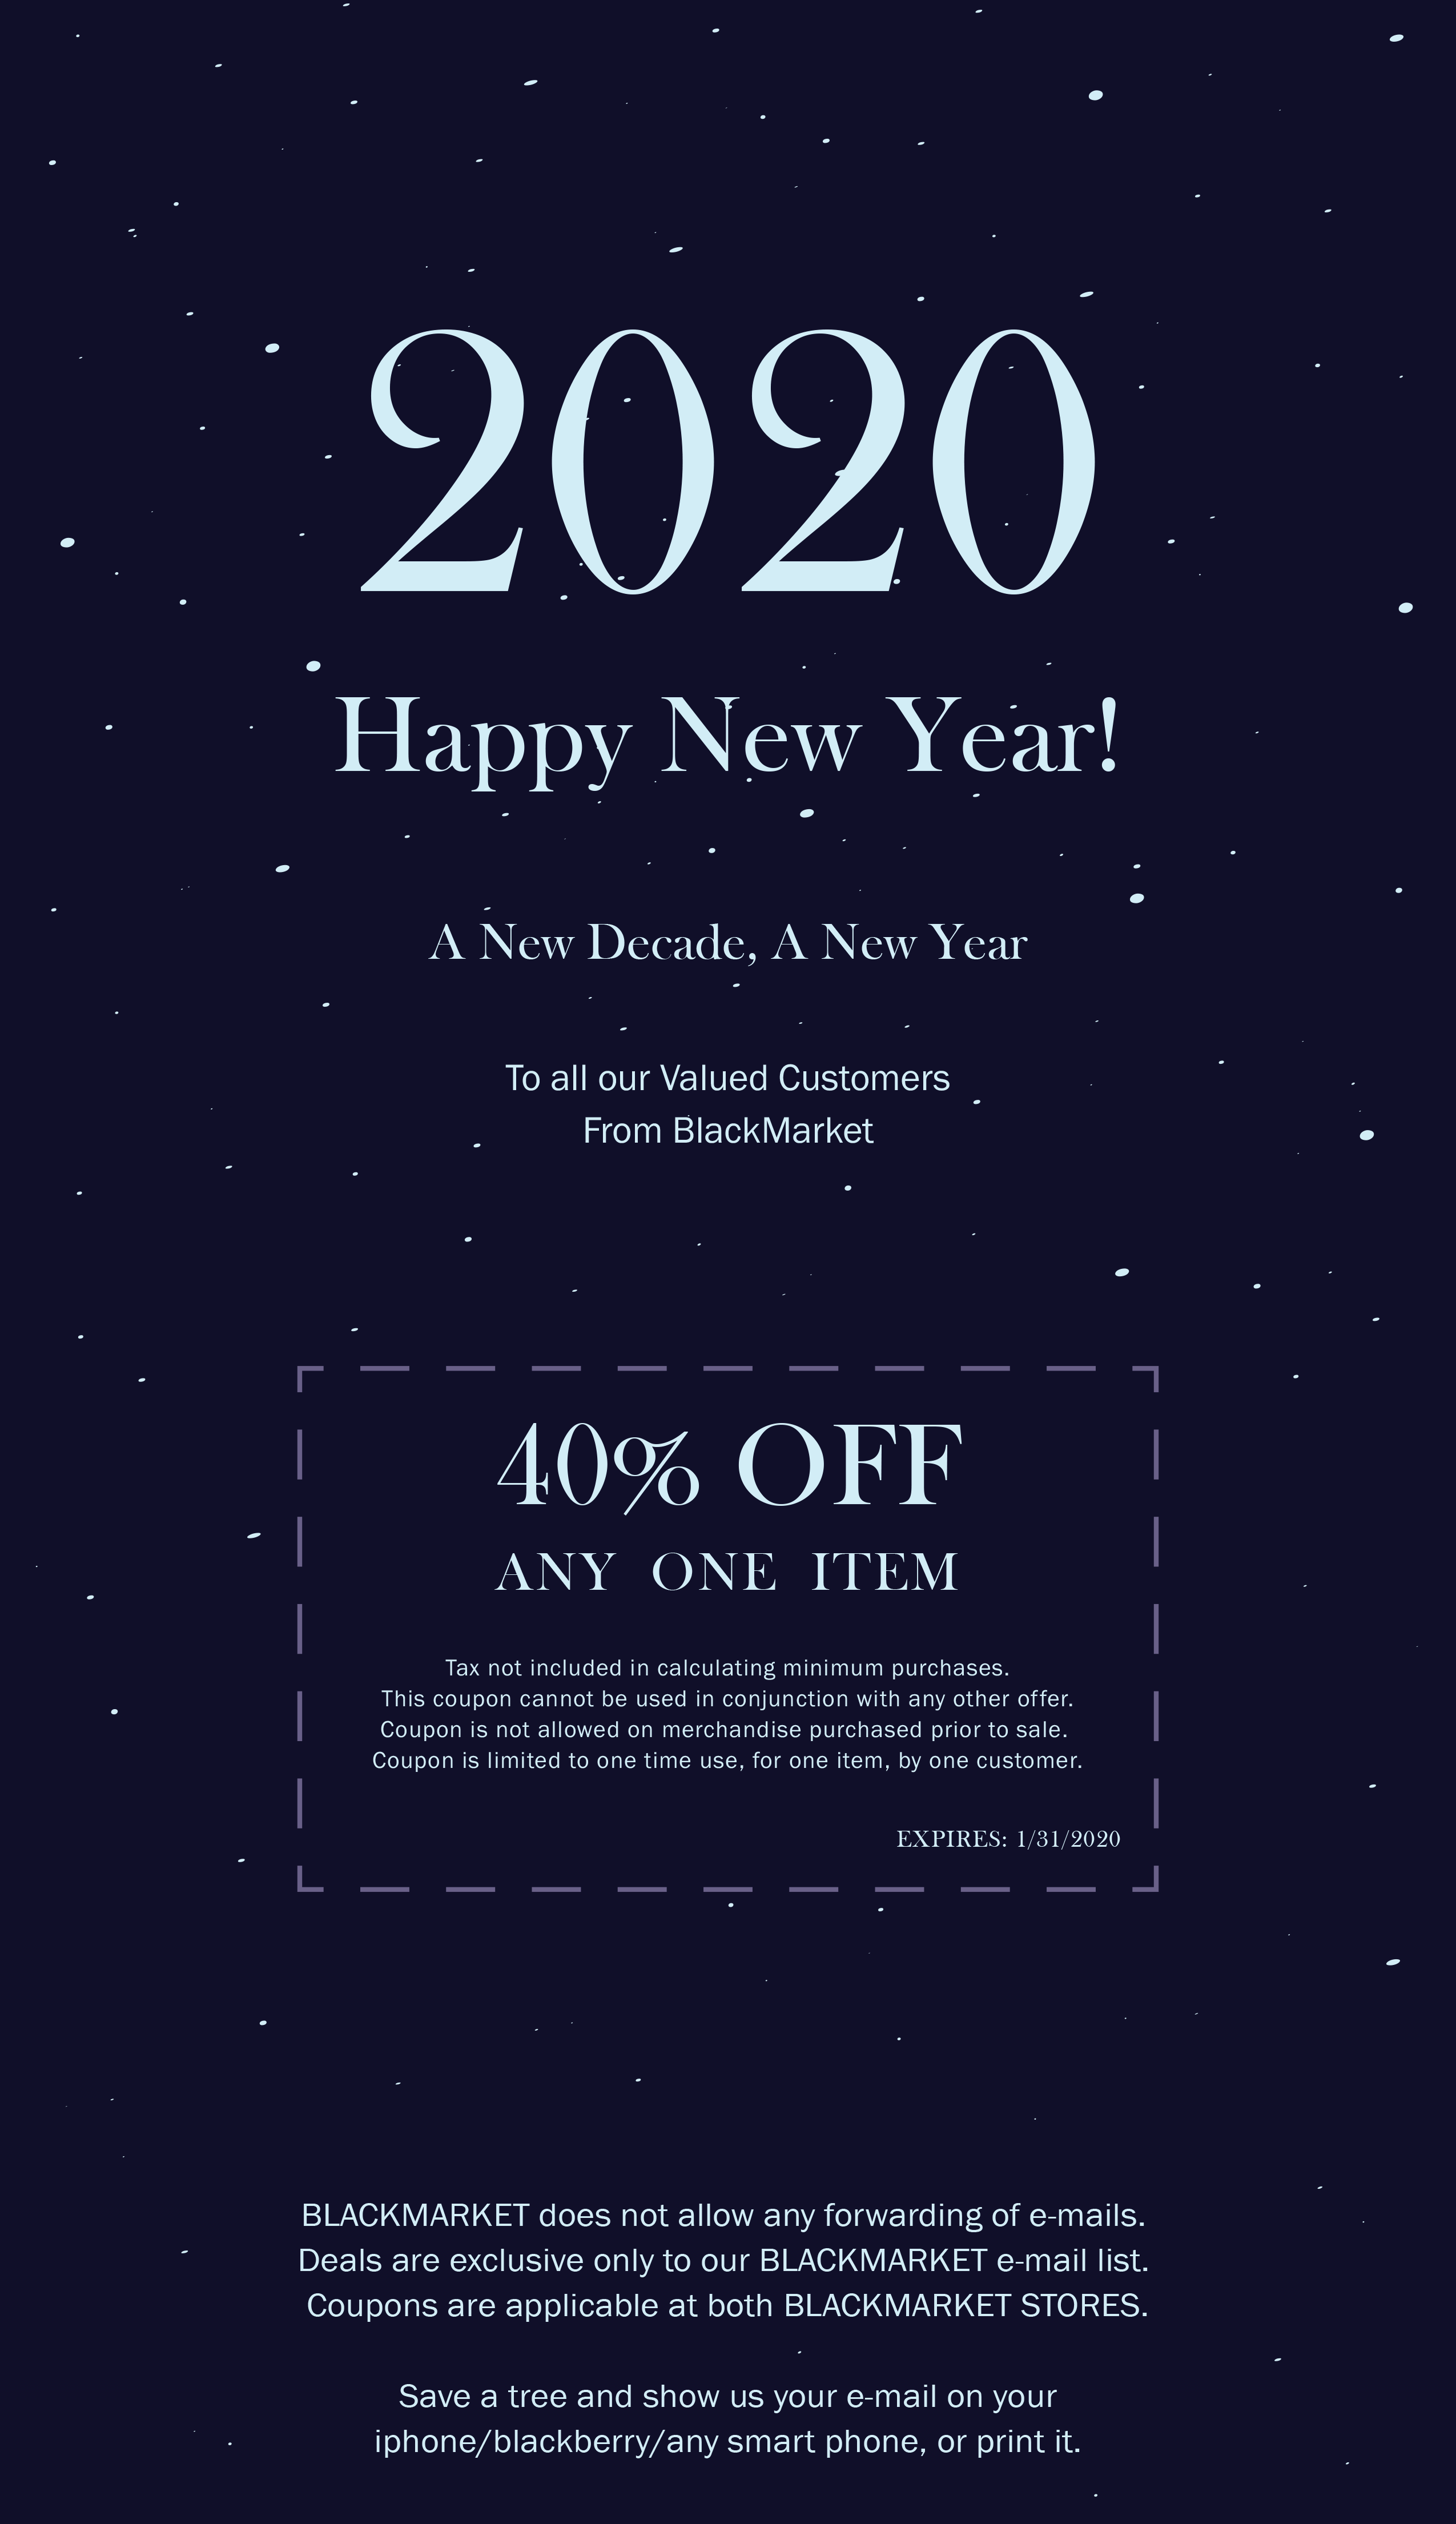 2020
Happy New Year!
A New Decade, A New Year
To all our Valued Customers
From BlackMarket
40% OFF
ANY ONE ITEM
Tax not included in calculating minimum purchases.
This coupon cannot be used in conjunction with any other offer.
Coupon is not allowed on merchandise purchased prior to sale.
Coupon is limited to one time use, for one item, by one customer.
EXPIRES: 1/31/2020
BLACKMARKET does not allow any forwarding of e-mails.
Deals are exclusive only to our BLACKMARKET e-mail list.
Coupons are applicable at both BLACKMARKET STORES.
Save a tree and show us your e-mail on your
iphone/blackberry/any smart phone, or print it.